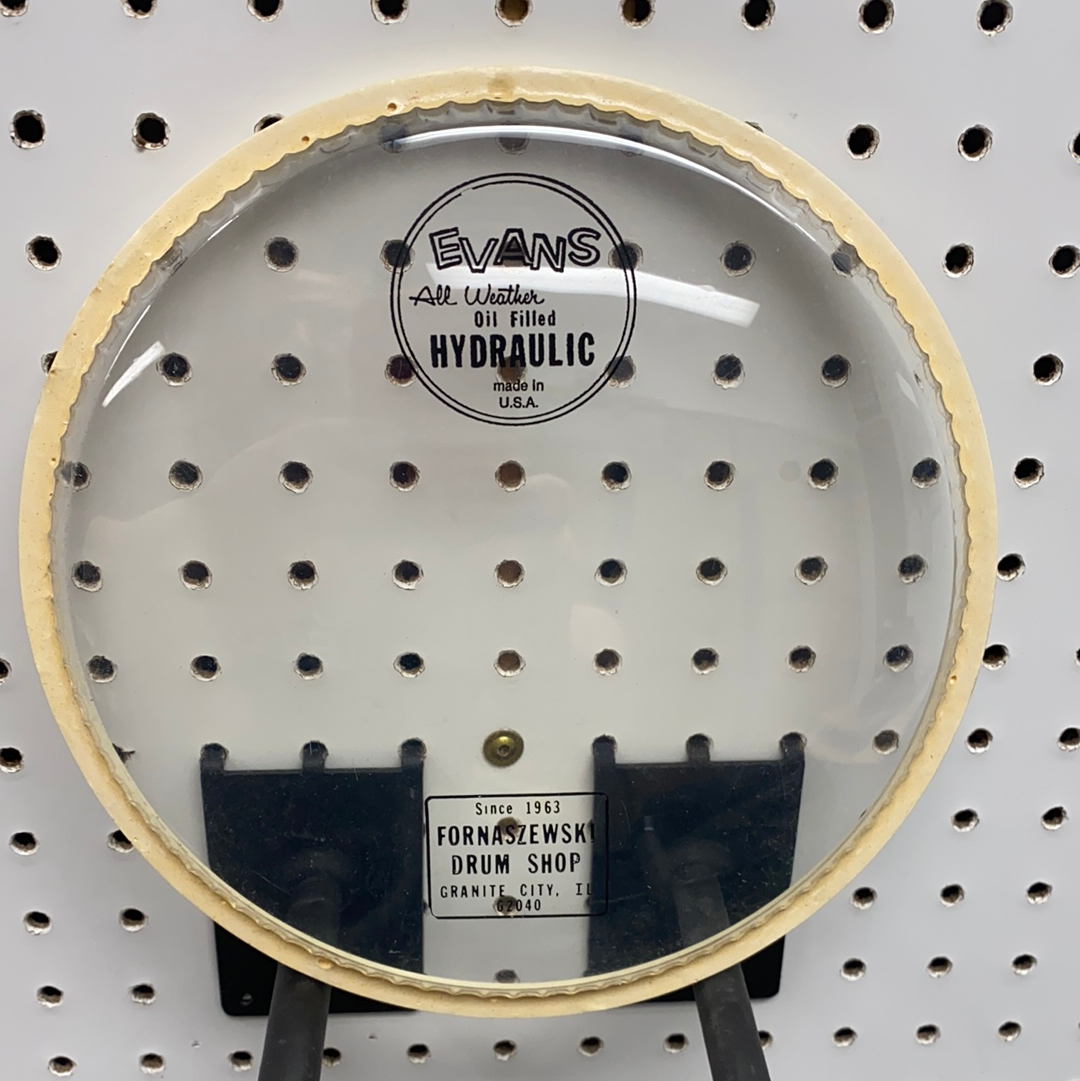 EVANS
All Weather
Oil Filled
HYDRAULIC
made in
U.S.A.
Since 1963
FORNASZEWSKI
DRUM SHOP
GRANITE CITY, IL
62040